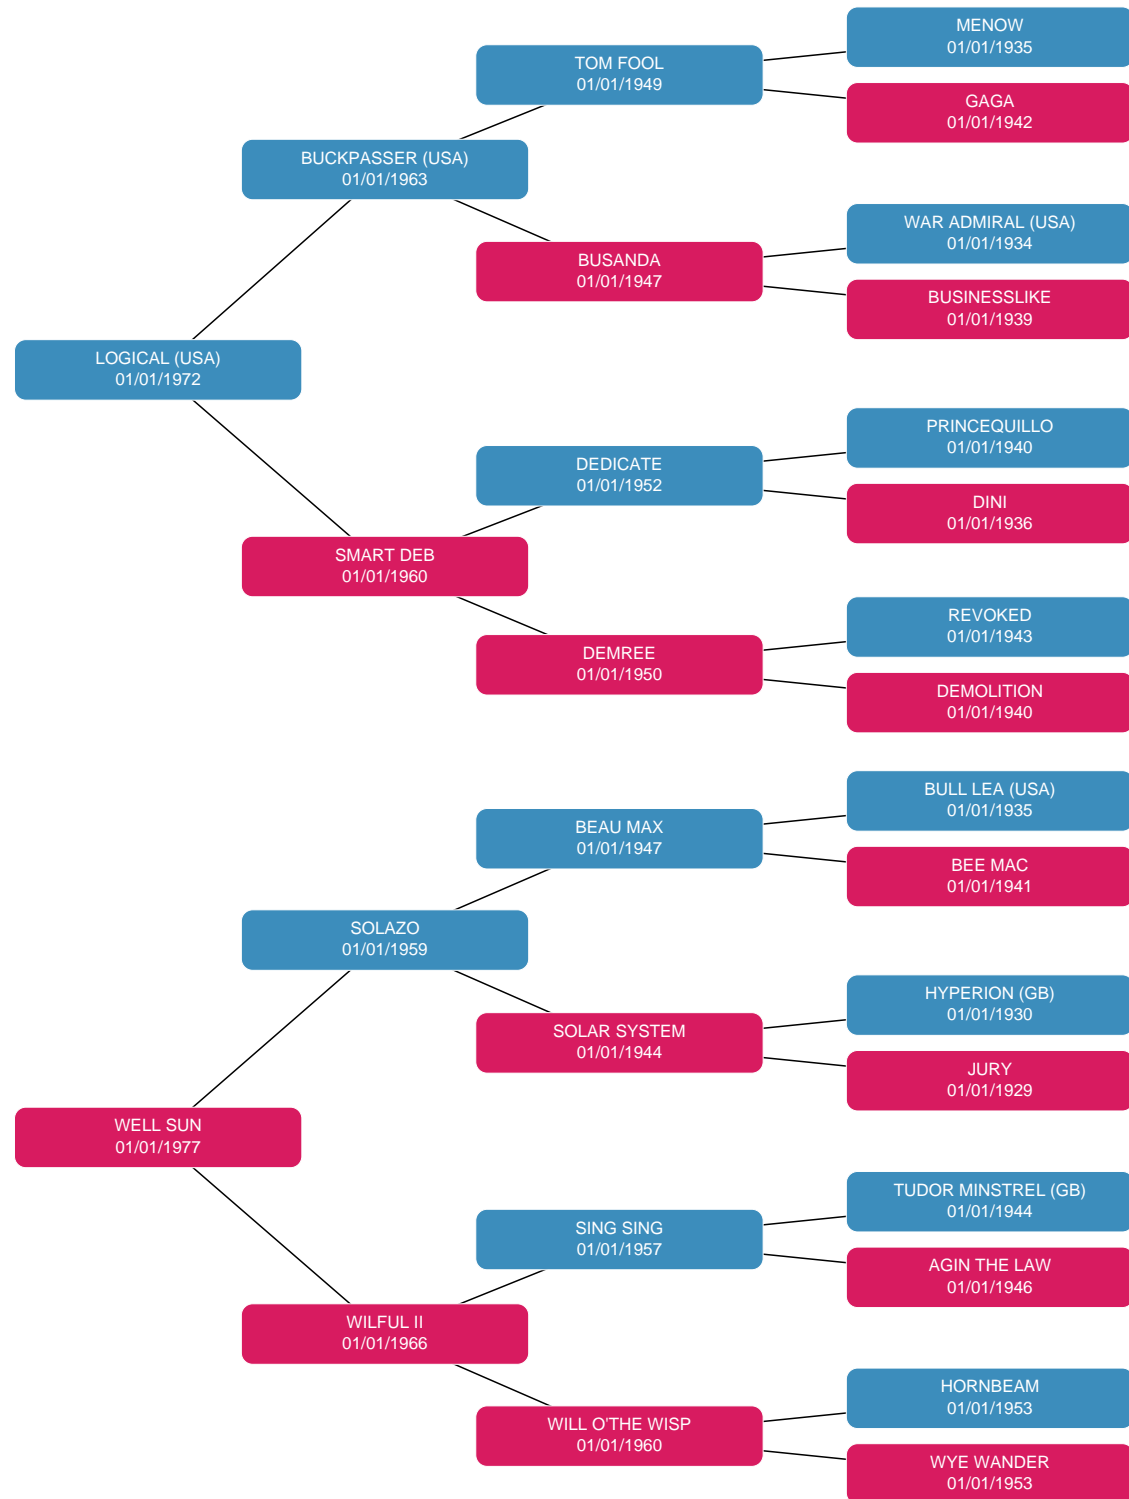 MENOW
01/01/1935
TOM FOOL
01/01/1949
GAGA
01/01/1942
BUCKPASSER (USA)
01/01/1963
WAR ADMIRAL (USA)
01/01/1934
BUSANDA
01/01/1947
BUSINESSLIKE
01/01/1939
LOGICAL (USA)
01/01/1972
PRINCEQUILLO
01/01/1940
DEDICATE
01/01/1952
DINI
01/01/1936
SMART DEB
01/01/1960
REVOKED
01/01/1943
DEMREE
01/01/1950
DEMOLITION
01/01/1940
BULL LEA (USA)
01/01/1935
BEAU MAX
01/01/1947
BEE MAC
01/01/1941
SOLAZO
01/01/1959
HYPERION (GB)
01/01/1930
SOLAR SYSTEM
01/01/1944
JURY
01/01/1929
WELL SUN
01/01/1977
TUDOR MINSTREL (GB)
01/01/1944
SING SING
01/01/1957
AGIN THE LAW
01/01/1946
WILFUL II
01/01/1966
HORNBEAM
01/01/1953
WILL O'THE WISP
01/01/1960
WYE WANDER
01/01/1953